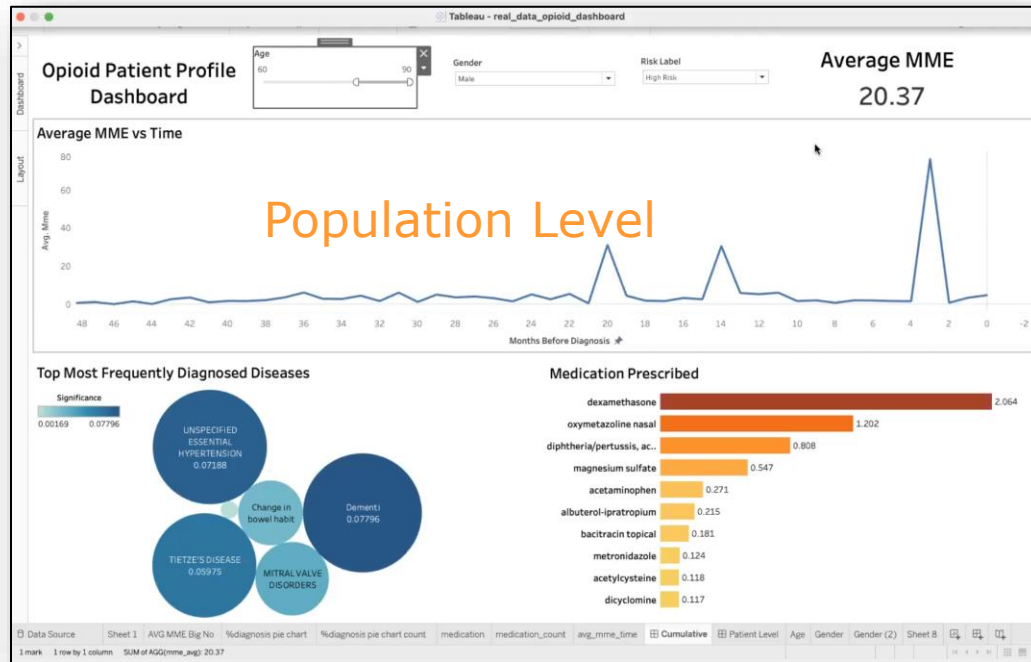 Tableau - real_data_opioid_dashboard
Dashboard
Layout
Opioid Patient Profile
Dashboard
Age
60
90
Gender
Male
Risk Label
High Risk
Average MME
20.37
Average MME vs Time
Population Level
Avg. Mme
80
60
40
20
0
48 46 44 42 40 38 36 34 32 30 28 26 24 22 20 18 16 14 12 10 8 6 4 2 0 -2
Months Before Diagnosis
Top Most Frequently Diagnosed Diseases
Significance
0.00169 0.07796
UNSPECIFIED
ESSENTIAL
HYPERTENSION
0.07188
Change in
bowel habit
Dementi
0.07796
TIETZE'S DISEASE
0.05975
MITRAL VALVE
DISORDERS
Medication Prescribed
dexamethasone 2.064
oxymetazoline nasal 1.202
diphtheria/pertussis, ac.. 0.808
magnesium sulfate 0.547
acetaminophen 0.271
albuterol-ipratropium 0.215
bacitracin topical 0.181
metronidazole 0.124
acetylcysteine 0.118
dicyclomine 0.117
Data Source Sheet 1 AVG MME Big No %diagnosis pie chart %diagnosis pie chart count medication medication_count avg_mme_time Cumulative Patient Level Age Gender Gender (2) Sheet 8
1 mark 1 row by 1 column SUM of AGG(mme_avg): 20.37